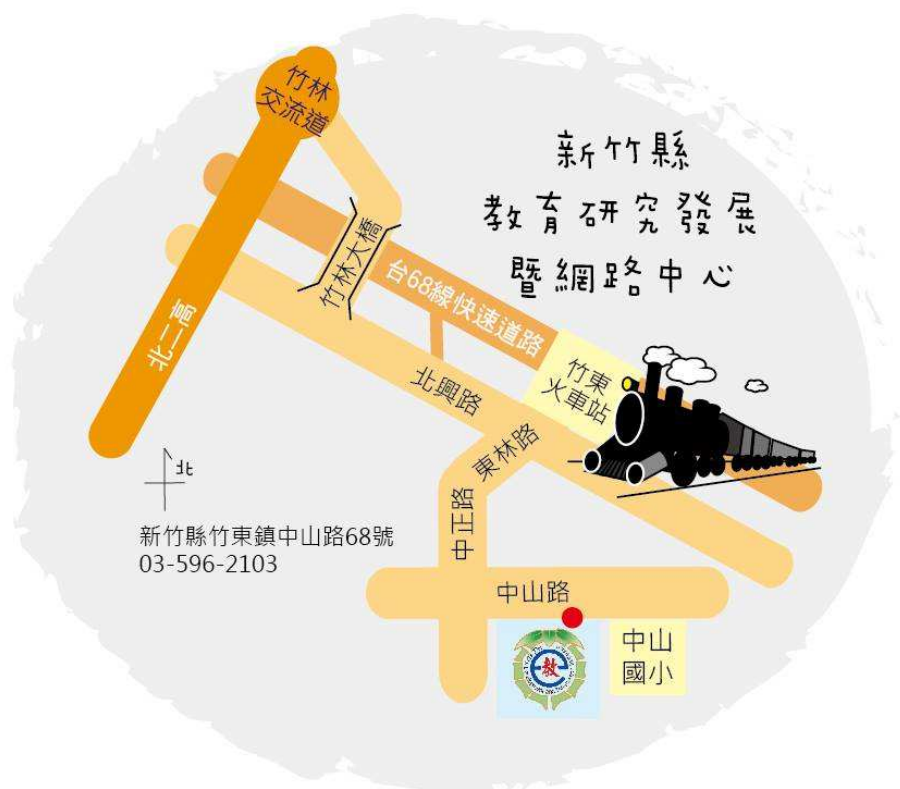 竹林
交流道
新竹縣
教育研究發展
暨網路中心
竹林大橋
台68線快速道路
北二高
竹東
火車站
北興路
東林路
北
中正路
新竹縣竹東鎮中山路68號
03-596-2103
中山路
中山
國小
教